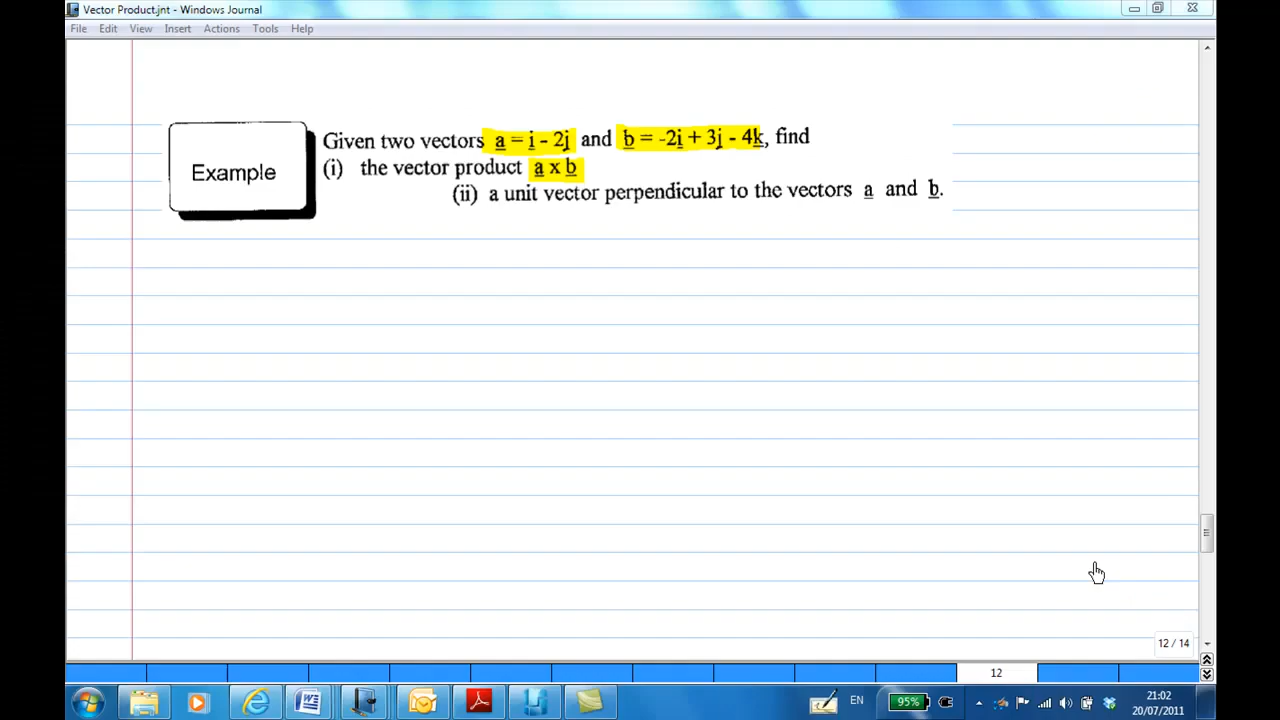 Vector Product.jnt - Windows Journal
File Edit View Insert Actions Tools Help
Example
Given two vectors a = i - 2j and b = -2i + 3j - 4k, find
(i) the vector product a x b
(ii) a unit vector perpendicular to the vectors a and b.
12 / 14
12
EN
95%
21:02
20/07/2011